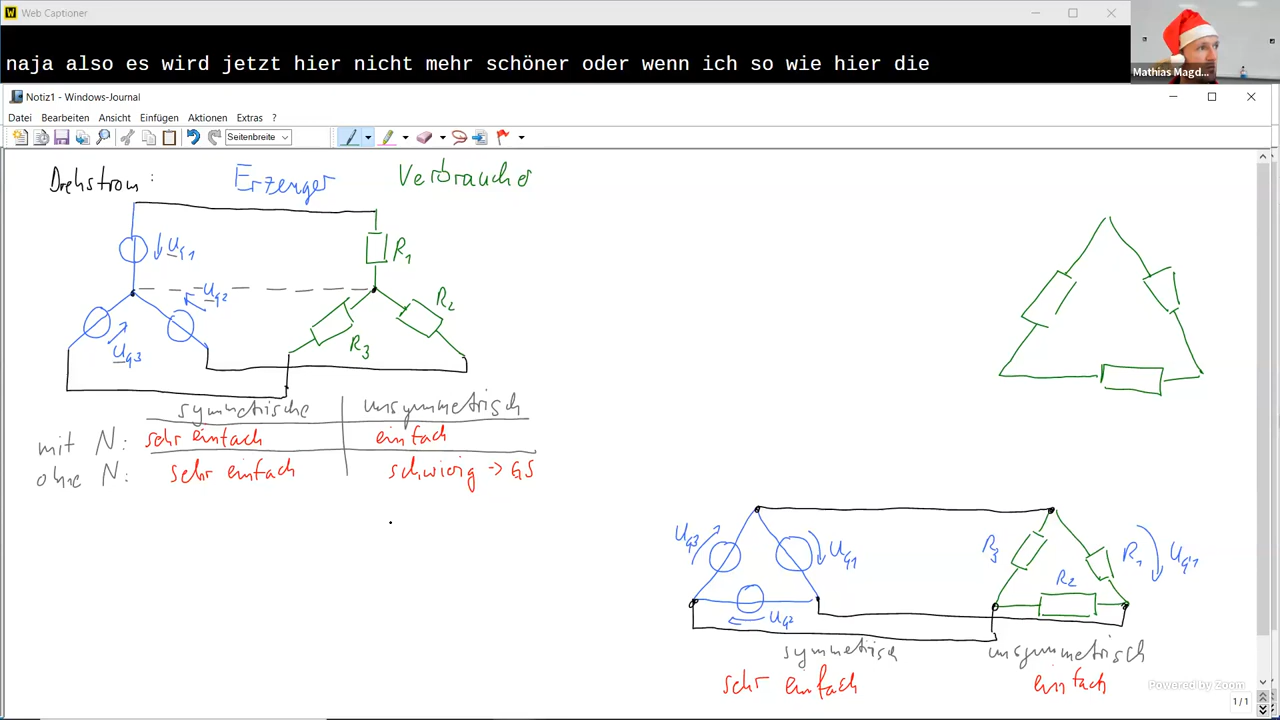 Web Captioner
naja also es wird jetzt hier nicht mehr schöner oder wenn ich so wie hier die
Mathias Magd...
Notiz1 - Windows-Journal
Datei Bearbeiten Ansicht Einfügen Aktionen Extras ?
Seitenbreite
Drehstrom: Erzeuger Verbraucher
Uq1 R1
Uq2 R2
Uq3 R3
symmetrische unsymmetrisch
mit N: sehr einfach einfach
ohne N: sehr einfach schwierig → GS
Uq3 Uq1 R3 R1 Uq1
Uq2 R2
symmetrisch unsymmetrisch
sehr einfach einfach
Powered by Zoom
1/1